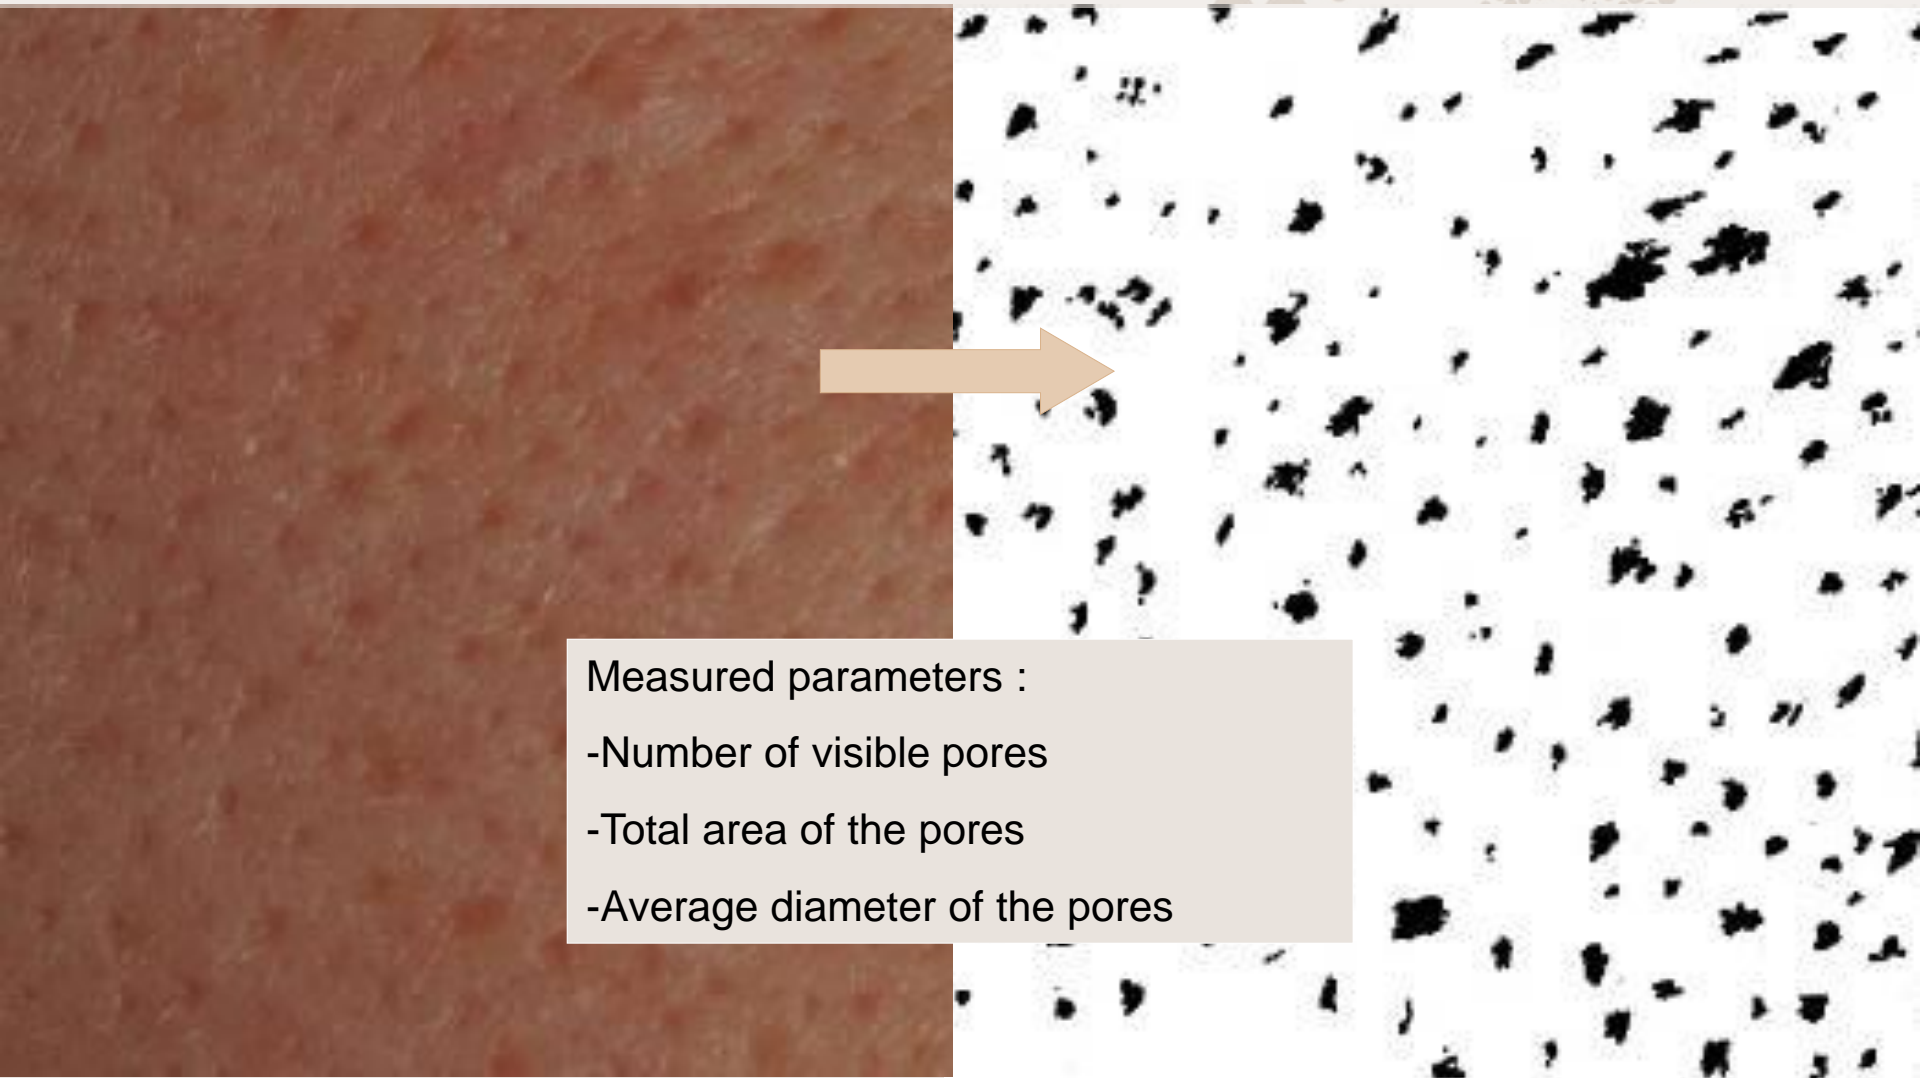 Measured parameters :
-Number of visible pores
-Total area of the pores
-Average diameter of the pores